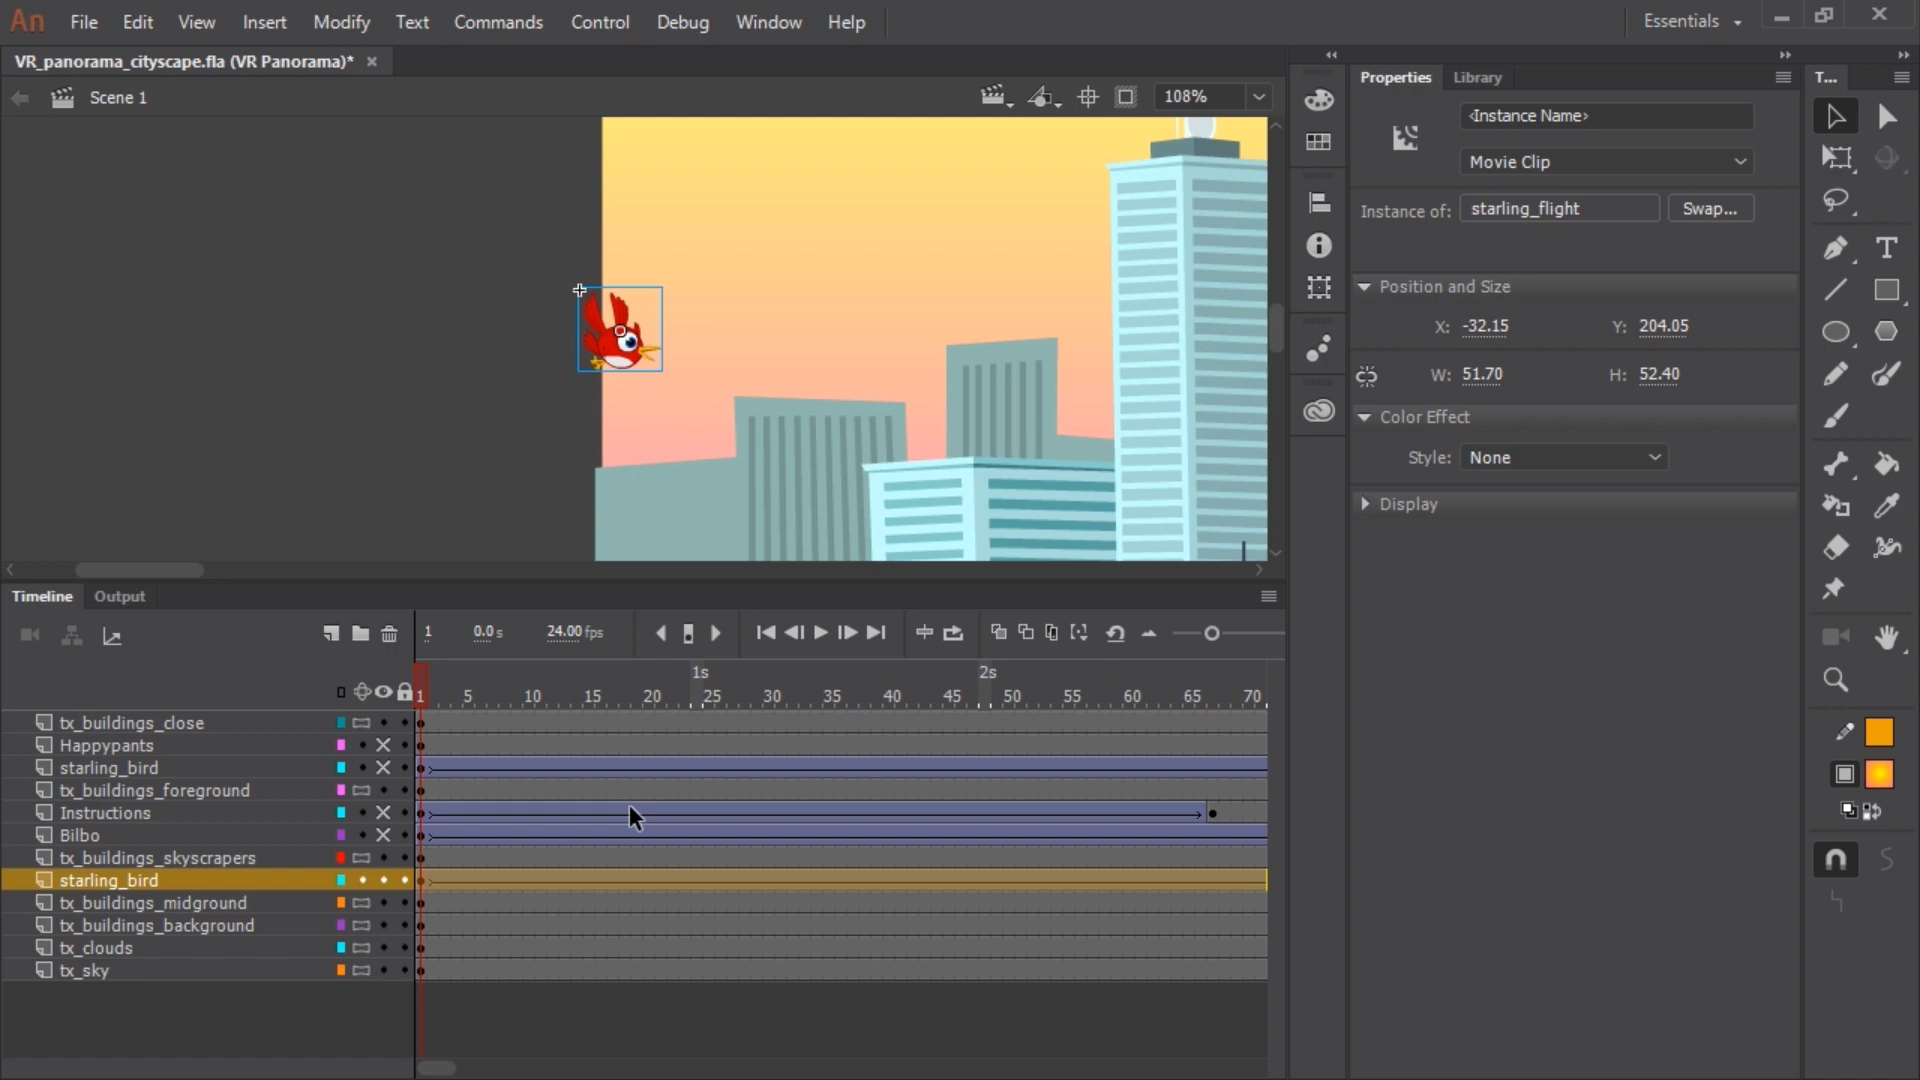 An File Edit View Insert Modify Text Commands Control Debug Window Help Essentials
VR_panorama_cityscape.fla (VR Panorama)*
Scene 1 108%
Properties Library T...
<Instance Name>
Movie Clip
Instance of: starling_flight Swap...
Position and Size
X: -32.15 Y: 204.05
W: 51.70 H: 52.40
Color Effect
Style: None
Display
Timeline Output
1 0.0 s 24.00 fps
1s 2s
1 5 10 15 20 25 30 35 40 45 50 55 60 65 70
tx_buildings_close
Happypants
starling_bird
tx_buildings_foreground
Instructions
Bilbo
tx_buildings_skyscrapers
starling_bird
tx_buildings_midground
tx_buildings_background
tx_clouds
tx_sky